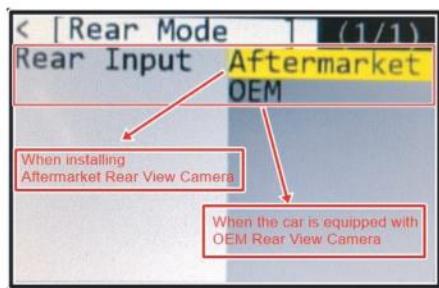 < [Rear Mode ] (1/1)
Rear Input Aftermarket
OEM
When installing
Aftermarket Rear View Camera
When the car is equipped with
OEM Rear View Camera